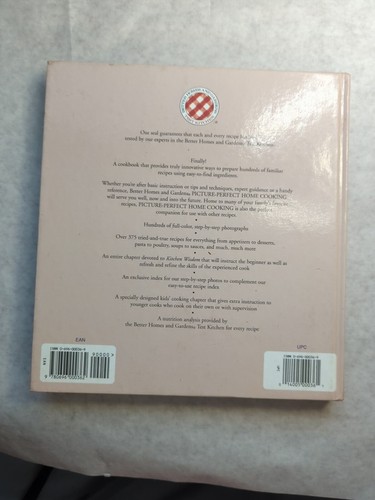 Our seal guarantees that each and every recipe
tested by our experts in the Better Homes and Gardens® Test Kitchen.
Finally!
A cookbook that provides truly innovative ways to prepare hundreds of familiar
recipes using easy-to-find ingredients.
Whether you're after basic instruction or tips and techniques, expert guidance or a handy
reference, Better Homes and Gardens® PICTURE-PERFECT HOME COOKING
will serve you well, now and into the future. Home to many of your family's favorite
recipes, PICTURE-PERFECT HOME COOKING is also the perfect
companion for use with other recipes.
Hundreds of full-color, step-by-step photographs
Over 375 tried-and-true recipes for everything from appetizers to desserts,
pasta to poultry, soups to sauces, and much, much more
An entire chapter devoted to Kitchen Wisdom that will instruct the beginner as well as
refresh and refine the skills of the experienced cook
An exclusive index for our step-by-step photos to complement our
easy-to-use recipe index
A specially designed kids' cooking chapter that gives extra instruction to
younger cooks who cook on their own or with supervision
A nutrition analysis provided by
the Better Homes and Gardens® Test Kitchen for every recipe
EAN
UPC
90000>